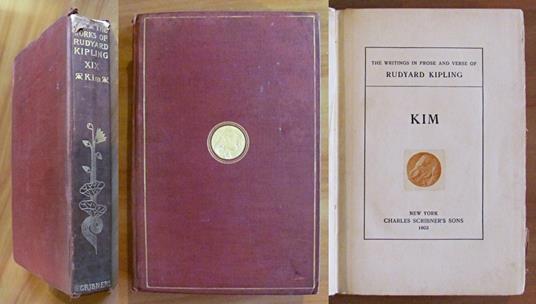 THE
WORKS OF
RUDYARD
KIPLING
XIX
Kim
SCRIBNERS
THE WRITINGS IN PROSE AND VERSE OF
RUDYARD KIPLING
KIM
NEW YORK
CHARLES SCRIBNER'S SONS
1902